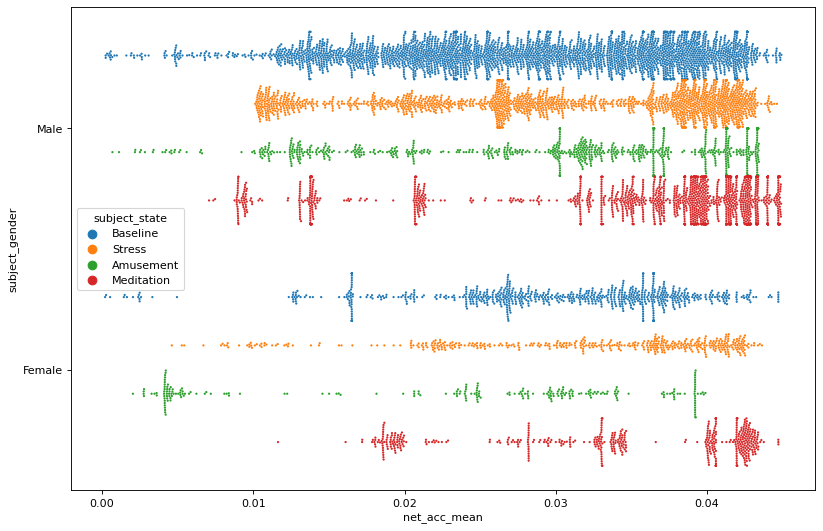 Male
subject_gender
subject_state
Baseline
Stress
Amusement
Meditation
Female
0.00 0.01 0.02 0.03 0.04
net_acc_mean